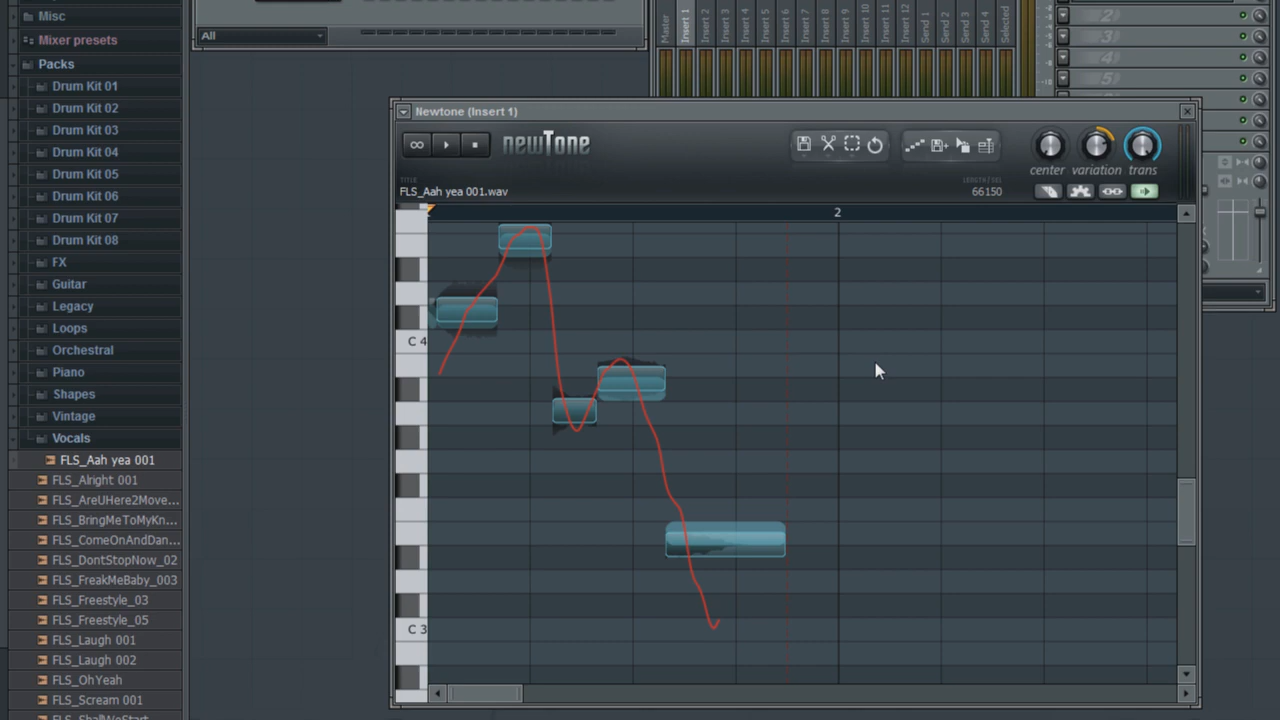 Misc
Mixer presets
Packs
Drum Kit 01
Drum Kit 02
Drum Kit 03
Drum Kit 04
Drum Kit 05
Drum Kit 06
Drum Kit 07
Drum Kit 08
FX
Guitar
Legacy
Loops
Orchestral
Piano
Shapes
Vintage
Vocals
FLS_Aah yea 001
FLS_Alright 001
FLS_AreUHere2Move...
FLS_BringMeToMyKn...
FLS_ComeOnAndDan...
FLS_DontStopNow_02
FLS_FreakMeBaby_003
FLS_Freestyle_03
FLS_Freestyle_05
FLS_Laugh 001
FLS_Laugh 002
FLS_OhYeah
FLS_Scream 001
FLS_ShallWeStart
All
Master
Insert 1
Insert 2
Insert 3
Insert 4
Insert 5
Insert 6
Insert 7
Insert 8
Insert 9
Insert 10
Insert 11
Insert 12
Send 1
Send 2
Send 3
Send 4
Selected
2
3
4
5
Newtone (Insert 1)
newTone
center variation trans
TITLE
FLS_Aah yea 001.wav
LENGTH/SEL
66150
2
C 4
C 3